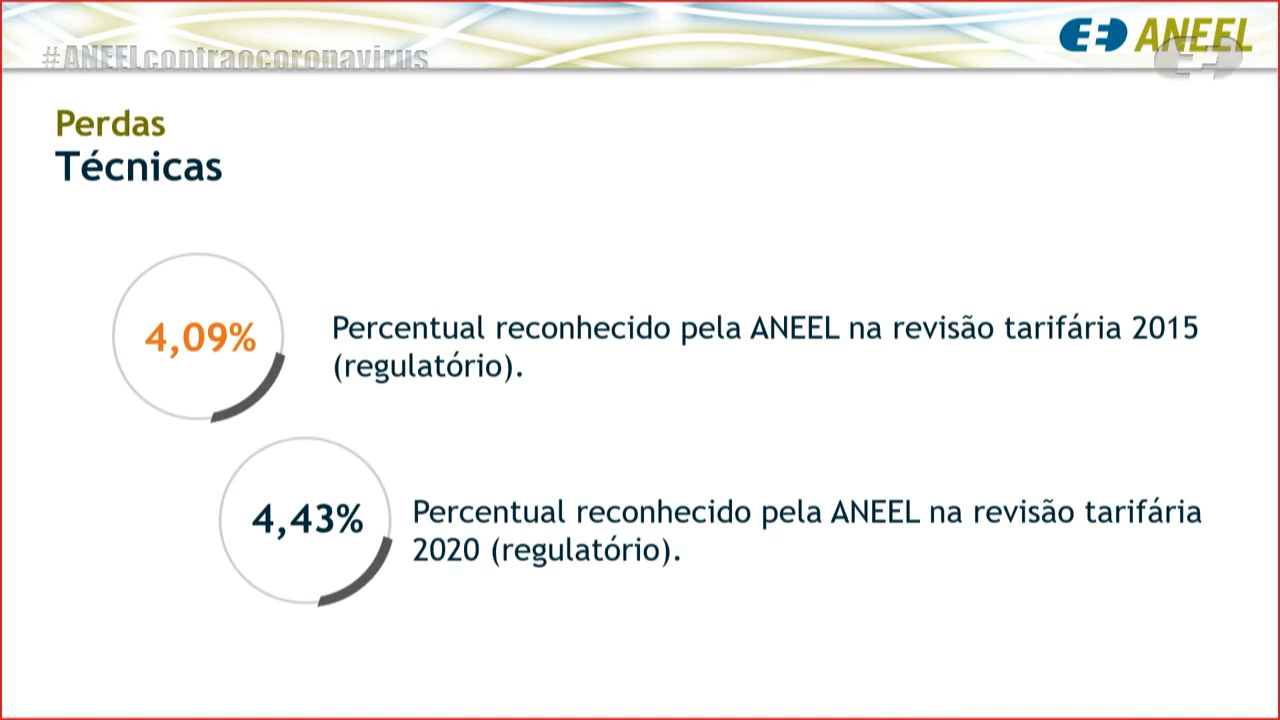 #ANEELcontraocoronavirus
ANEEL
Perdas
Técnicas
4,09%
Percentual reconhecido pela ANEEL na revisão tarifária 2015
(regulatório).
4,43%
Percentual reconhecido pela ANEEL na revisão tarifária
2020 (regulatório).